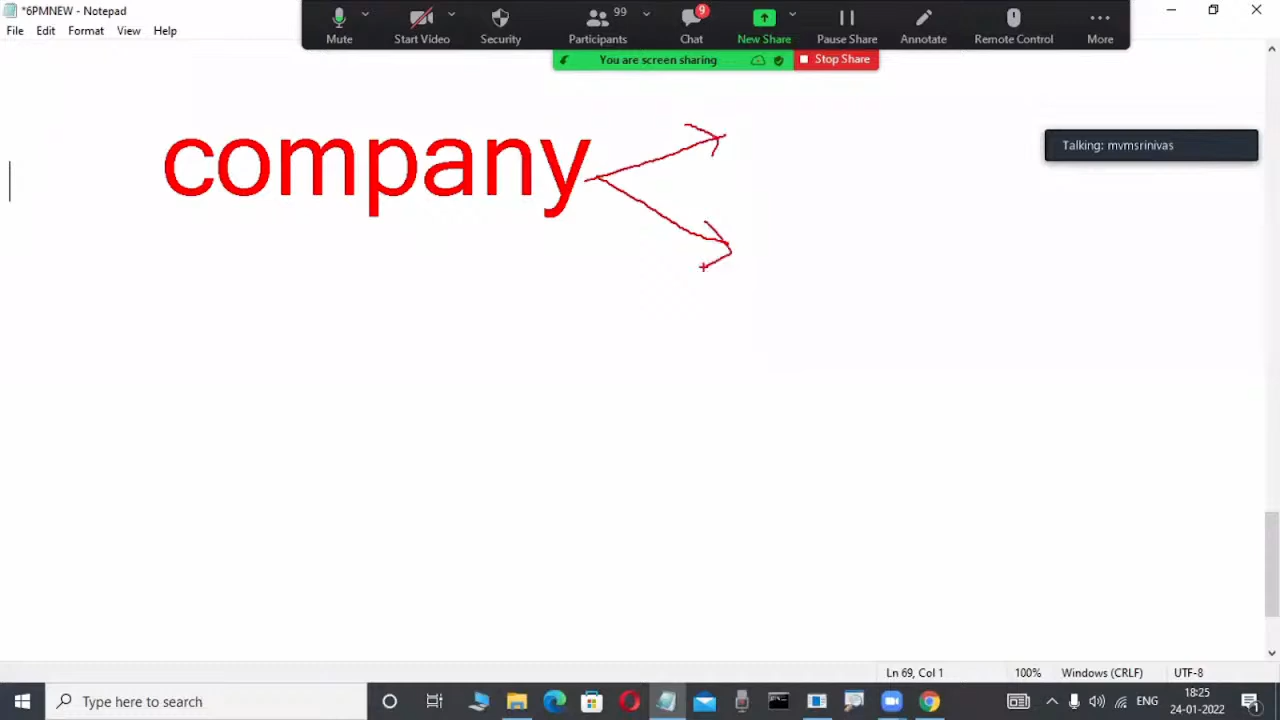 *6PMNEW - Notepad
File Edit Format View Help
99
9
Mute Start Video Security Participants Chat New Share Pause Share Annotate Remote Control More
You are screen sharing Stop Share
company
Talking: mvmsrinivas
Ln 69, Col 1 100% Windows (CRLF) UTF-8
Type here to search
ENG
18:25
24-01-2022
1